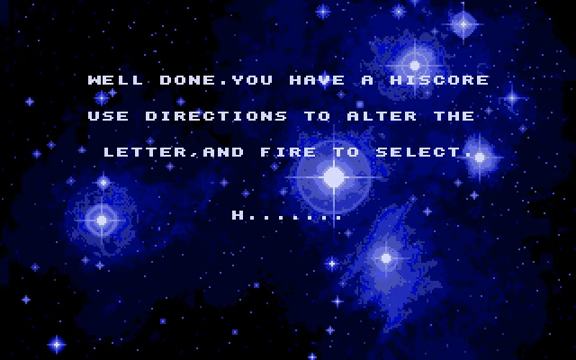 WELL DONE.YOU HAVE A HISCORE
USE DIRECTIONS TO ALTER THE
LETTER,AND FIRE TO SELECT.
H.......